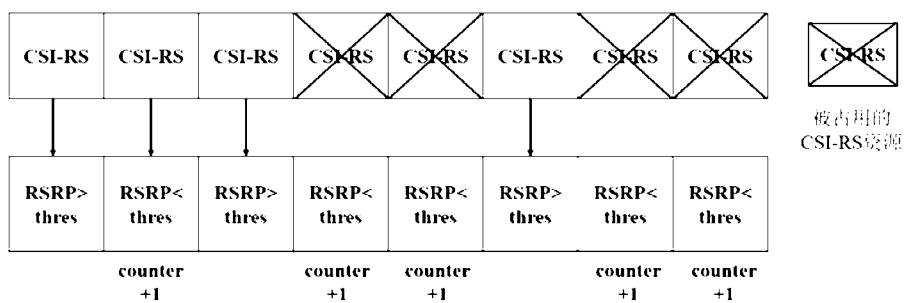 CSI-RS CSI-RS CSI-RS CSI-RS CSI-RS CSI-RS CSI-RS CSI-RS CSI-RS
被占用的
CSI-RS资源
RSRP> RSRP< RSRP> RSRP< RSRP< RSRP> RSRP< RSRP<
thres thres thres thres thres thres thres thres
counter counter counter counter counter
+1 +1 +1 +1 +1